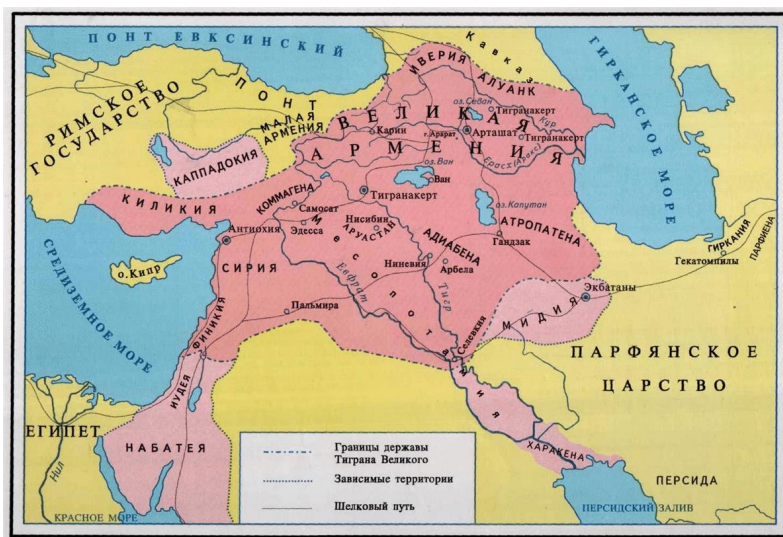 ПОНТ ЕВКСИНСКИЙ
Кавказ
ГИРКАНСКОЕ МОРЕ
РИМСКОЕ ГОСУДАРСТВО
ПОНТ
МАЛАЯ АРМЕНИЯ
ИВЕРИЯ
АЛУАНК
ВЕЛИКАЯ
АРМЕНИЯ
оз.Севан
Тигранакерт
Кур
Карин
г.Арарат
Арташат
Тигранакерт
Ерасх (Аракс)
КАППАДОКИЯ
оз.Ван
Ван
КИЛИКИЯ
КОММАГЕНА
Самосат
Тигранакерт
оз.Капутан
АТРОПАТЕНА
Эдесса
Нисибин
АРУАСТАН
АДИАБЕНА
Гандзак
ГИРКАНИЯ
ПАРФИЕНА
Гекатомпилы
Антиохия
Месопотамия
СИРИЯ
Ниневия
Арбела
Экбатаны
СРЕДИЗЕМНОЕ МОРЕ
о.Кипр
Евфрат
Тигр
Пальмира
МИДИЯ
ФИНИКИЯ
Селевкия
ПАРФЯНСКОЕ
ЦАРСТВО
ИУДЕЯ
ЕГИПЕТ
НАБАТЕЯ
Нил
ХАРАКЕНА
ПЕРСИДА
КРАСНОЕ МОРЕ
ПЕРСИДСКИЙ ЗАЛИВ
Границы державы
Тиграна Великого
Зависимые территории
Шелковый путь